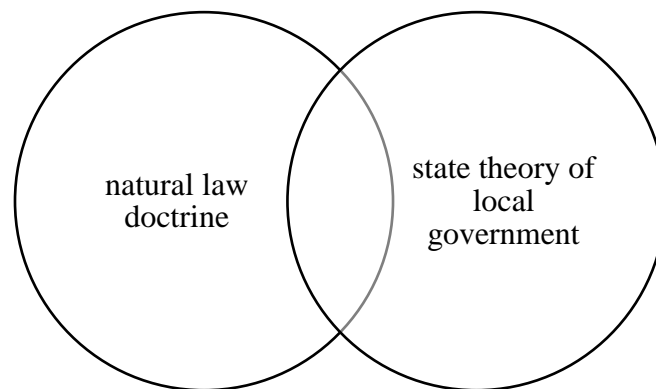 natural law
doctrine
state theory of
local
government